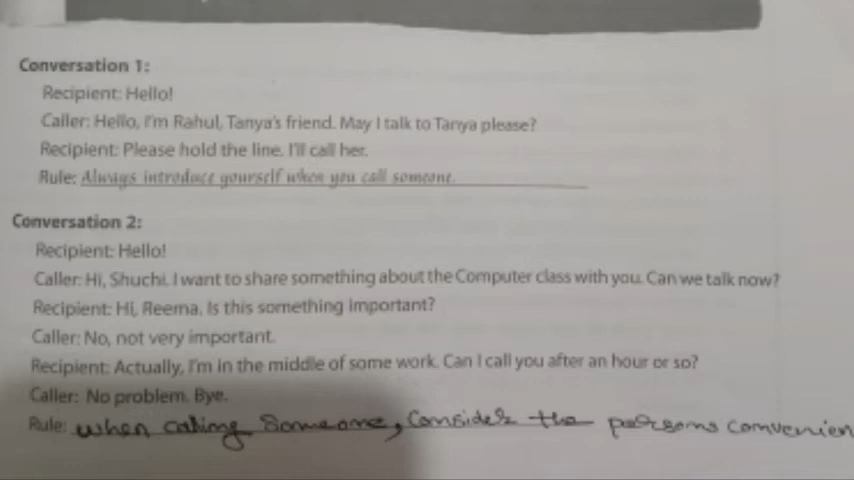 Conversation 1:
Recipient: Hello!
Caller: Hello, I'm Rahul, Tanya's friend. May I talk to Tanya please?
Recipient: Please hold the line. I'll call her.
Rule: Always introduce yourself when you call someone.
Conversation 2:
Recipient: Hello!
Caller: Hi, Shuchi. I want to share something about the Computer class with you. Can we talk now?
Recipient: Hi, Reema. Is this something important?
Caller: No, not very important.
Recipient: Actually, I'm in the middle of some work. Can I call you after an hour or so?
Caller: No problem. Bye.
Rule: when calling Someone, Consider the persons convenien